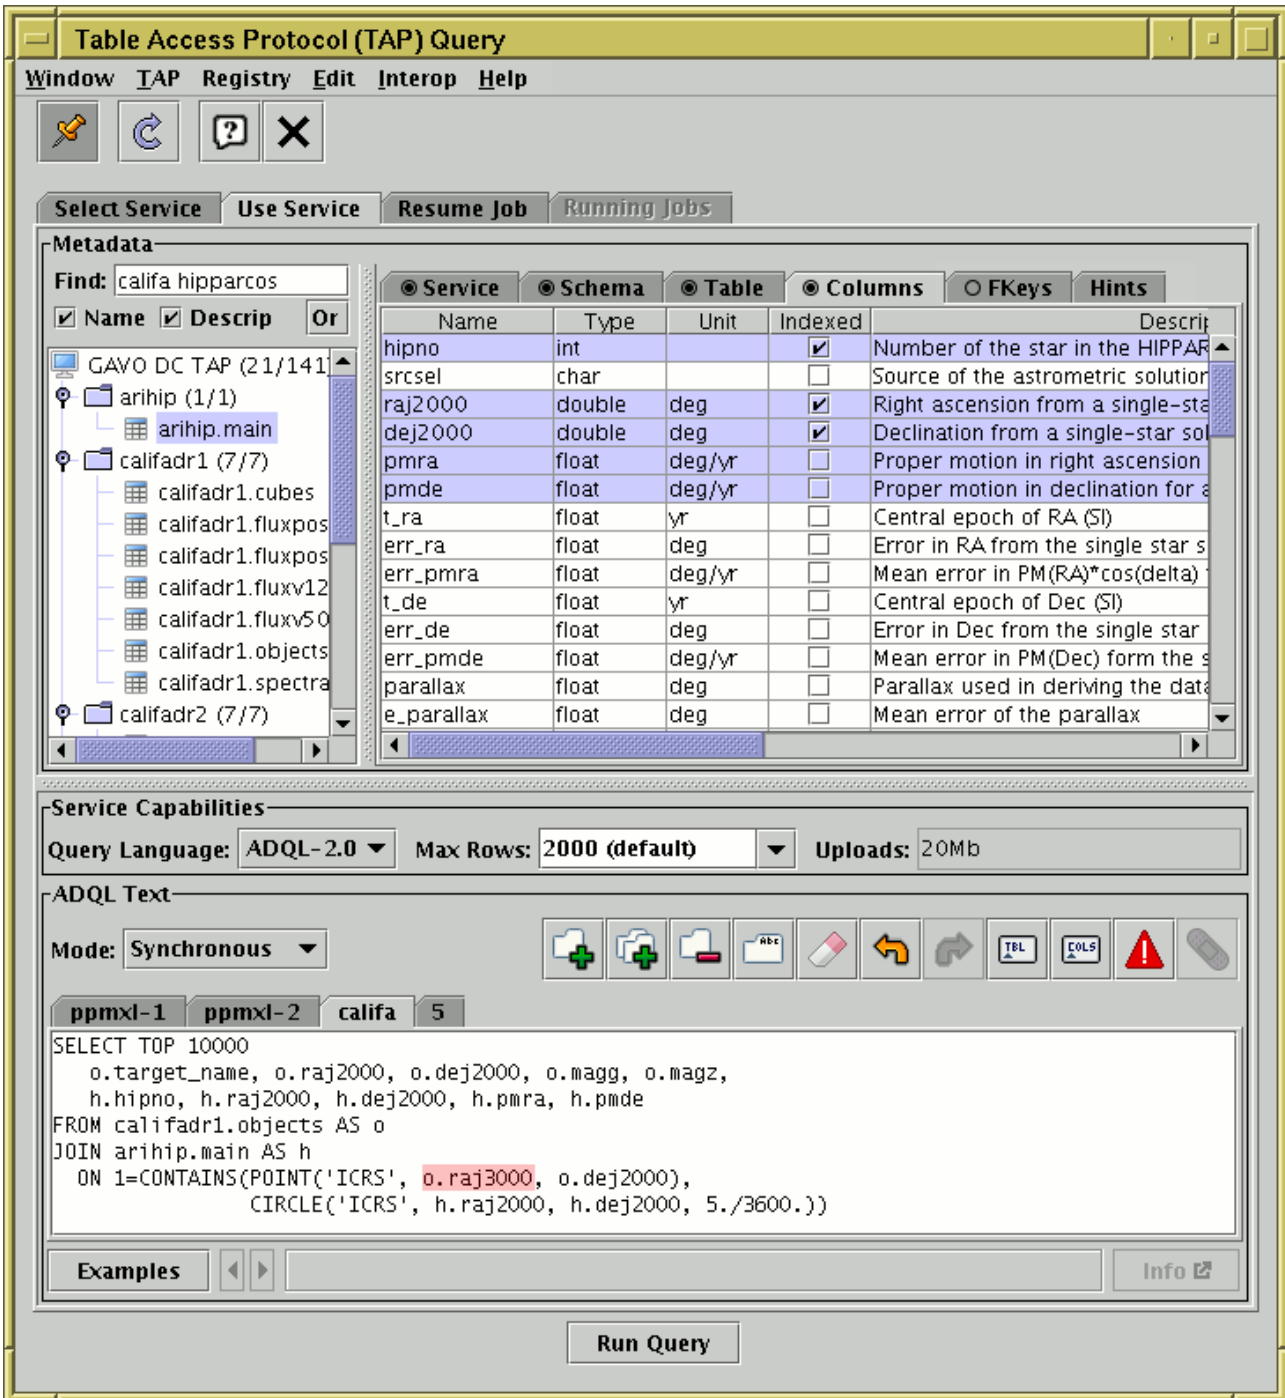 Table Access Protocol (TAP) Query
Window TAP Registry Edit Interop Help
Select Service Use Service Resume Job Running Jobs
Metadata
Find: califa hipparcos
Name Descrip Or
GAVO DC TAP (21/141)
arihip (1/1)
arihip.main
califadr1 (7/7)
califadr1.cubes
califadr1.fluxpos
califadr1.fluxpos
califadr1.fluxv12
califadr1.fluxv50
califadr1.objects
califadr1.spectra
califadr2 (7/7)
Service Schema Table Columns FKeys Hints
Name Type Unit Indexed Descrip
hipno int Number of the star in the HIPPAR
srcsel char Source of the astrometric solution
raj2000 double deg Right ascension from a single-sta
dej2000 double deg Declination from a single-star sol
pmra float deg/yr Proper motion in right ascension
pmde float deg/yr Proper motion in declination for a
t_ra float yr Central epoch of RA (SI)
err_ra float deg Error in RA from the single star s
err_pmra float deg/yr Mean error in PM(RA)*cos(delta)
t_de float yr Central epoch of Dec (SI)
err_de float deg Error in Dec from the single star
err_pmde float deg/yr Mean error in PM(Dec) form the s
parallax float deg Parallax used in deriving the data
e_parallax float deg Mean error of the parallax
Service Capabilities
Query Language: ADQL-2.0 Max Rows: 2000 (default) Uploads: 20Mb
ADQL Text
Mode: Synchronous Abc TBL COLS
ppmxl-1 ppmxl-2 califa 5
SELECT TOP 10000
o.target_name, o.raj2000, o.dej2000, o.magg, o.magz,
h.hipno, h.raj2000, h.dej2000, h.pmra, h.pmde
FROM califadr1.objects AS o
JOIN arihip.main AS h
ON 1=CONTAINS(POINT('ICRS', o.raj3000, o.dej2000),
CIRCLE('ICRS', h.raj2000, h.dej2000, 5./3600.))
Examples Info
Run Query